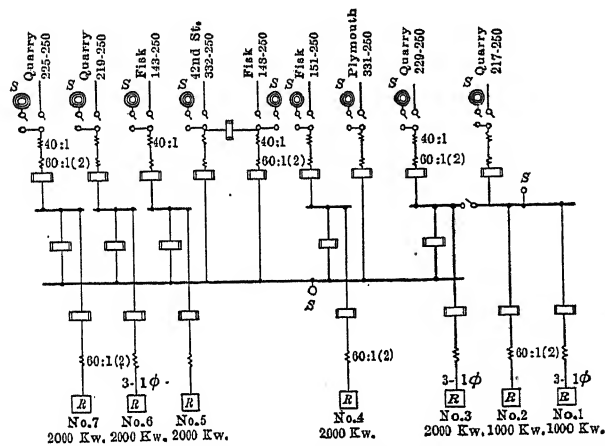 Quarry
225-250
Quarry
219-250
Fisk
143-250
42nd St.
332-250
Fisk
148-250
Fisk
151-250
Plymouth
331-250
Quarry
229-250
Quarry
217-250
S
S
S
S
S
S
S
S
S
40:1
40:1
40:1
40:1
60:1(2)
60:1(2)
60:1(2)
S
S
60:1(2)
60:1(2)
60:1(2)
3-1φ
3-1φ
3-1φ
R
R
R
R
R
R
R
No.7
No.6
No.5
No.4
No.3
No.2
No.1
2000 Kw.
2000 Kw.
2000 Kw.
2000 Kw.
2000 Kw.
1000 Kw.
1000 Kw.